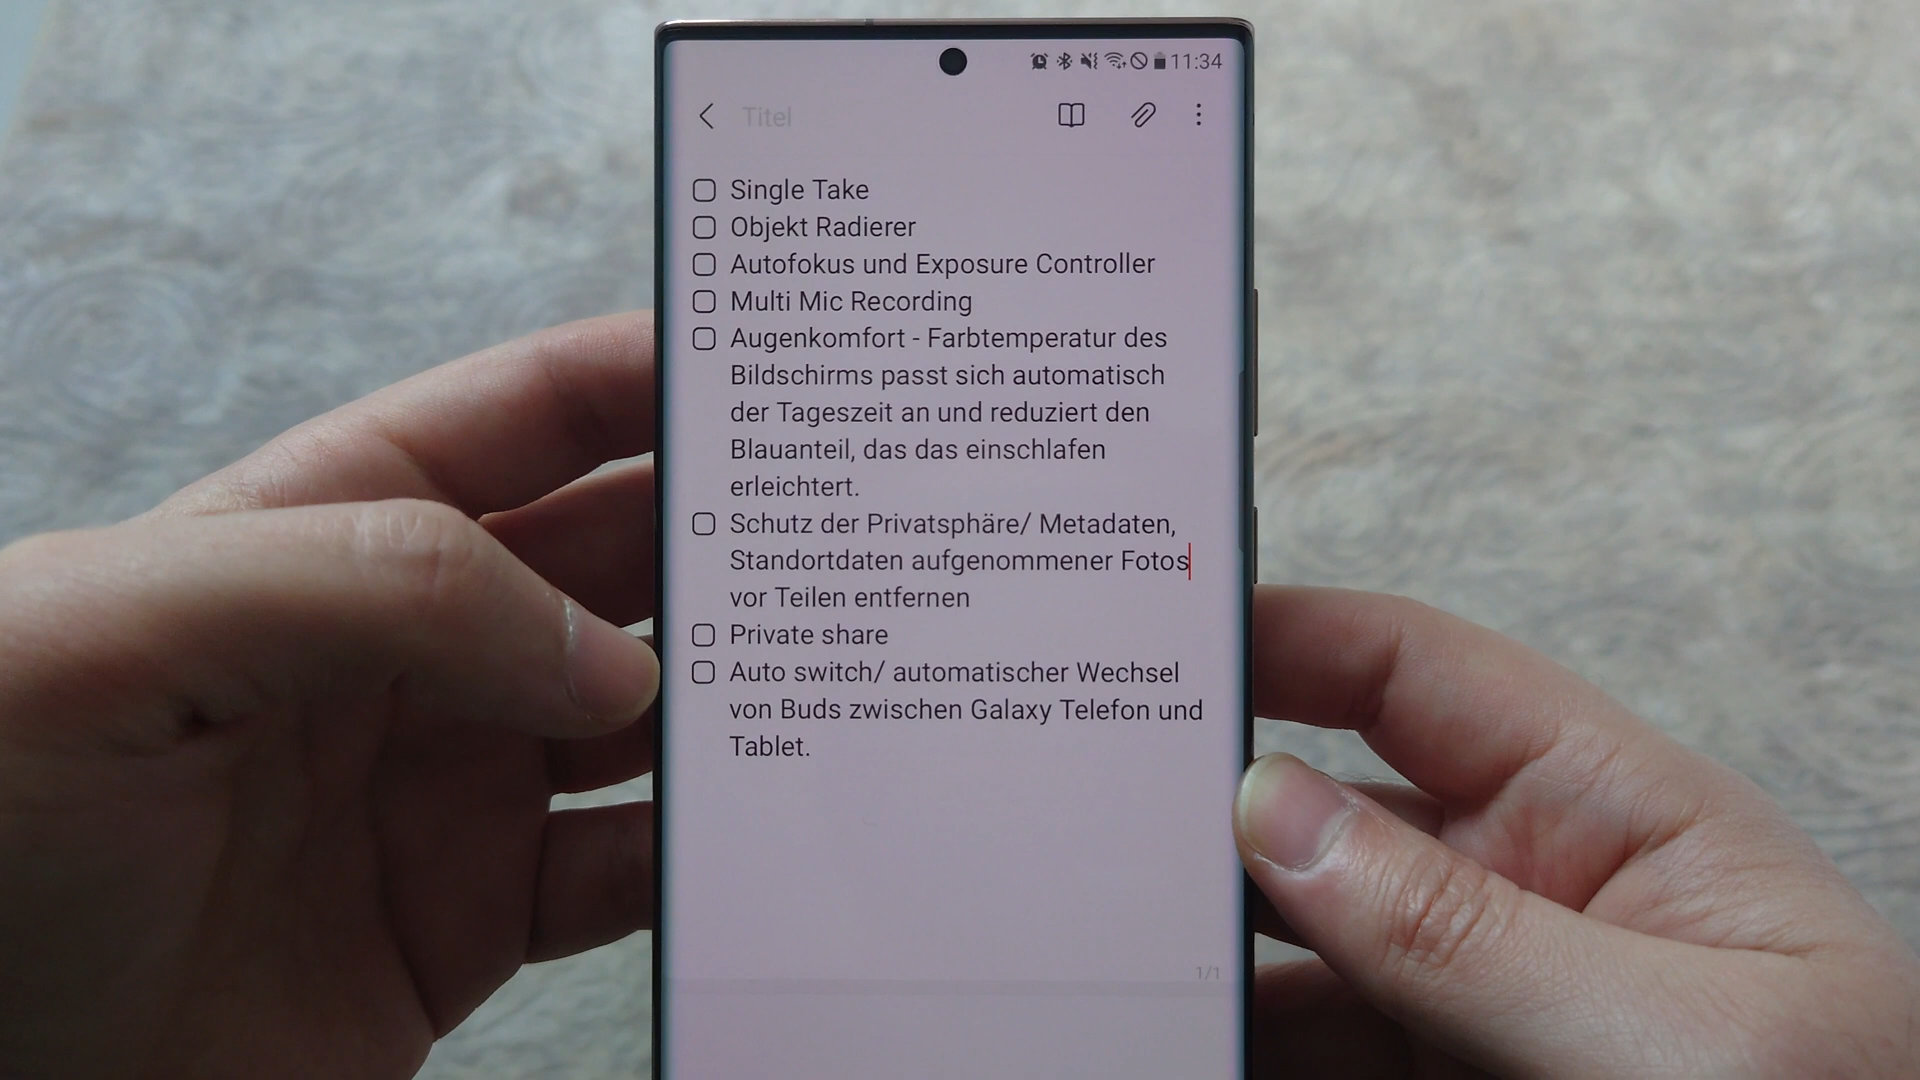 11:34
Titel
Single Take
Objekt Radierer
Autofokus und Exposure Controller
Multi Mic Recording
Augenkomfort - Farbtemperatur des
Bildschirms passt sich automatisch
der Tageszeit an und reduziert den
Blauanteil, das das einschlafen
erleichtert.
Schutz der Privatsphäre/ Metadaten,
Standortdaten aufgenommener Fotos
vor Teilen entfernen
Private share
Auto switch/ automatischer Wechsel
von Buds zwischen Galaxy Telefon und
Tablet.
1/1